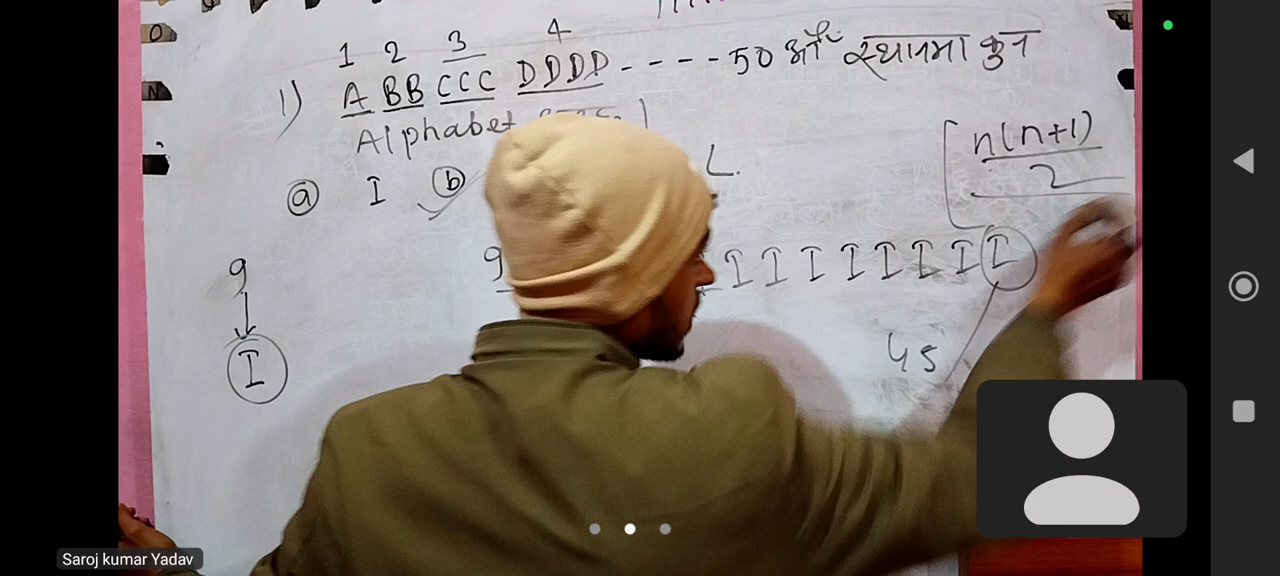 1 2 3 4
1) A BB CCC DDDD - - - - 50 औं स्थानमा कुन
Alphabet
ⓐ I ⓑ L.
[n(n+1)/2
9 I I I I I I I I
9
↓
I
45
Saroj kumar Yadav